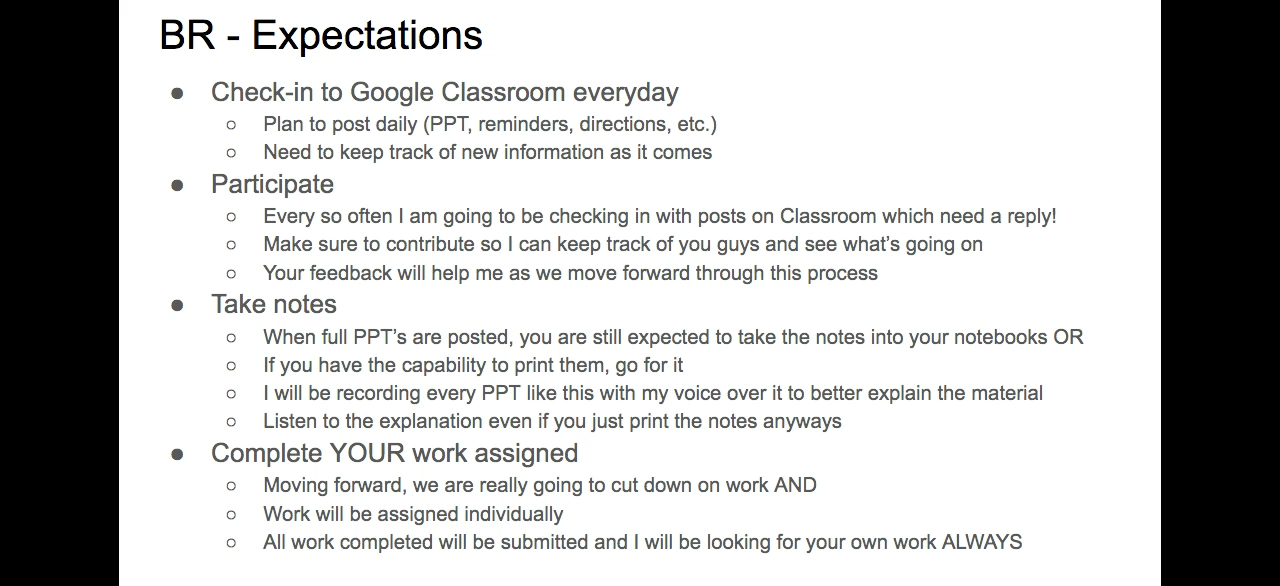 BR - Expectations
● Check-in to Google Classroom everyday
○ Plan to post daily (PPT, reminders, directions, etc.)
○ Need to keep track of new information as it comes
● Participate
○ Every so often I am going to be checking in with posts on Classroom which need a reply!
○ Make sure to contribute so I can keep track of you guys and see what’s going on
○ Your feedback will help me as we move forward through this process
● Take notes
○ When full PPT’s are posted, you are still expected to take the notes into your notebooks OR
○ If you have the capability to print them, go for it
○ I will be recording every PPT like this with my voice over it to better explain the material
○ Listen to the explanation even if you just print the notes anyways
● Complete YOUR work assigned
○ Moving forward, we are really going to cut down on work AND
○ Work will be assigned individually
○ All work completed will be submitted and I will be looking for your own work ALWAYS